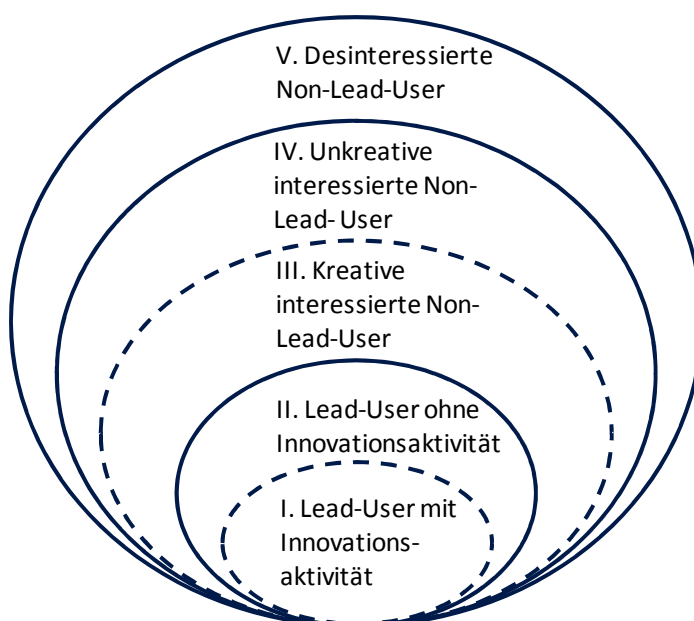 V. Desinteressierte
Non-Lead-User
IV. Unkreative
interessierte Non-
Lead- User
III. Kreative
interessierte Non-
Lead-User
II. Lead-User ohne
Innovationsaktivität
I. Lead-User mit
Innovations-
aktivität